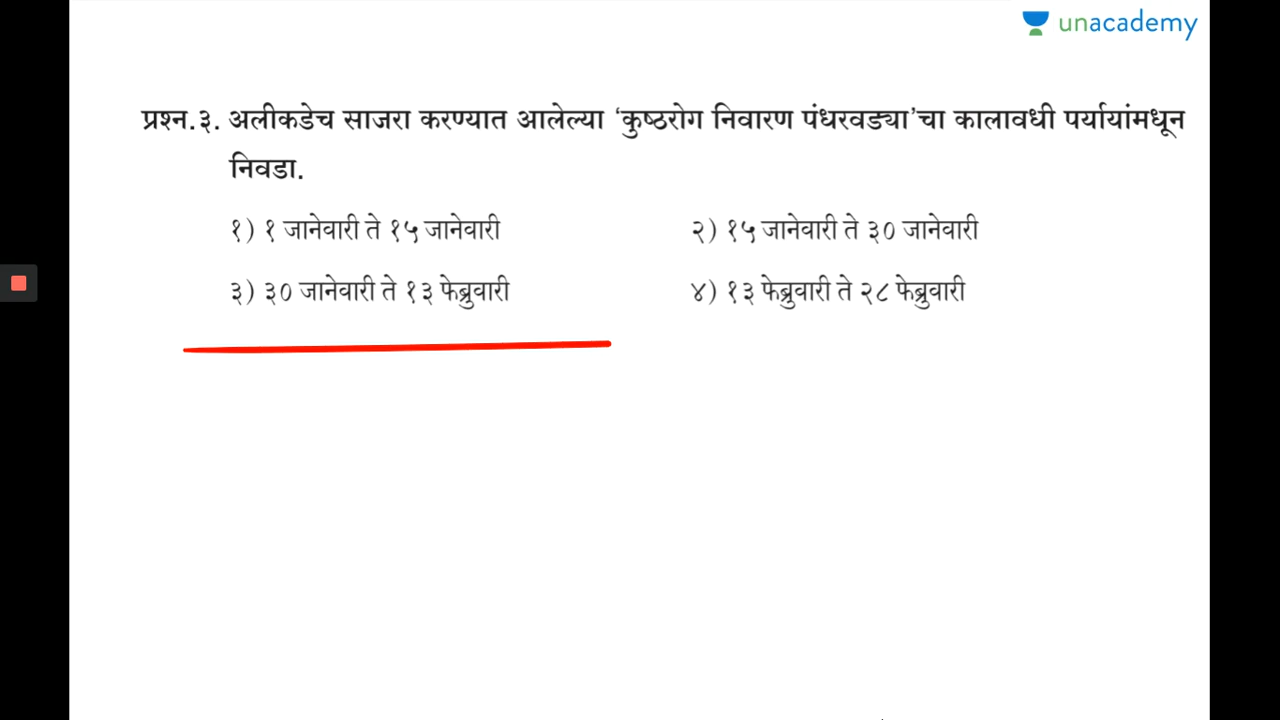 unacademy
प्रश्न.३. अलीकडेच साजरा करण्यात आलेल्या ‘कुष्ठरोग निवारण पंधरवड्या’चा कालावधी पर्यायांमधून
निवडा.
१) १ जानेवारी ते १५ जानेवारी २) १५ जानेवारी ते ३० जानेवारी
३) ३० जानेवारी ते १३ फेब्रुवारी ४) १३ फेब्रुवारी ते २८ फेब्रुवारी